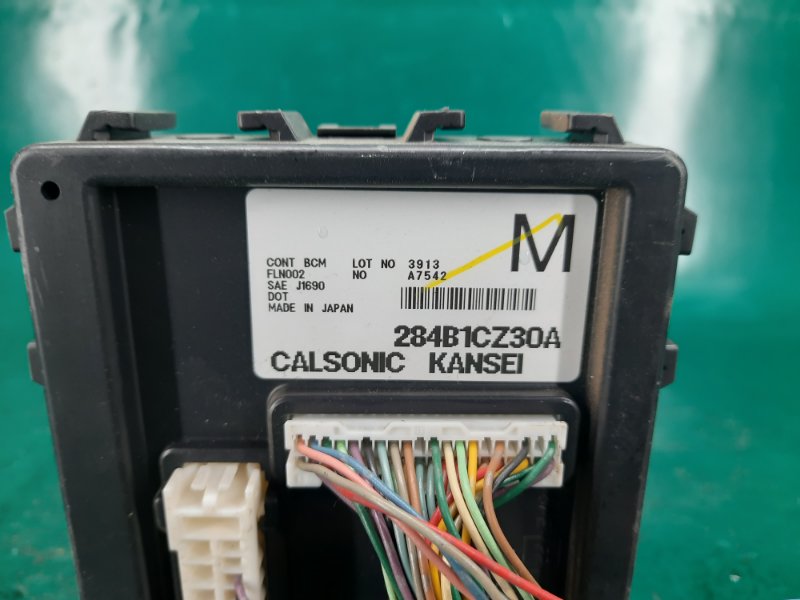 M
CONT BCM LOT NO 3913
FLN002 NO A7542
SAE J1690
DOT
MADE IN JAPAN
284B1CZ30A
CALSONIC KANSEI